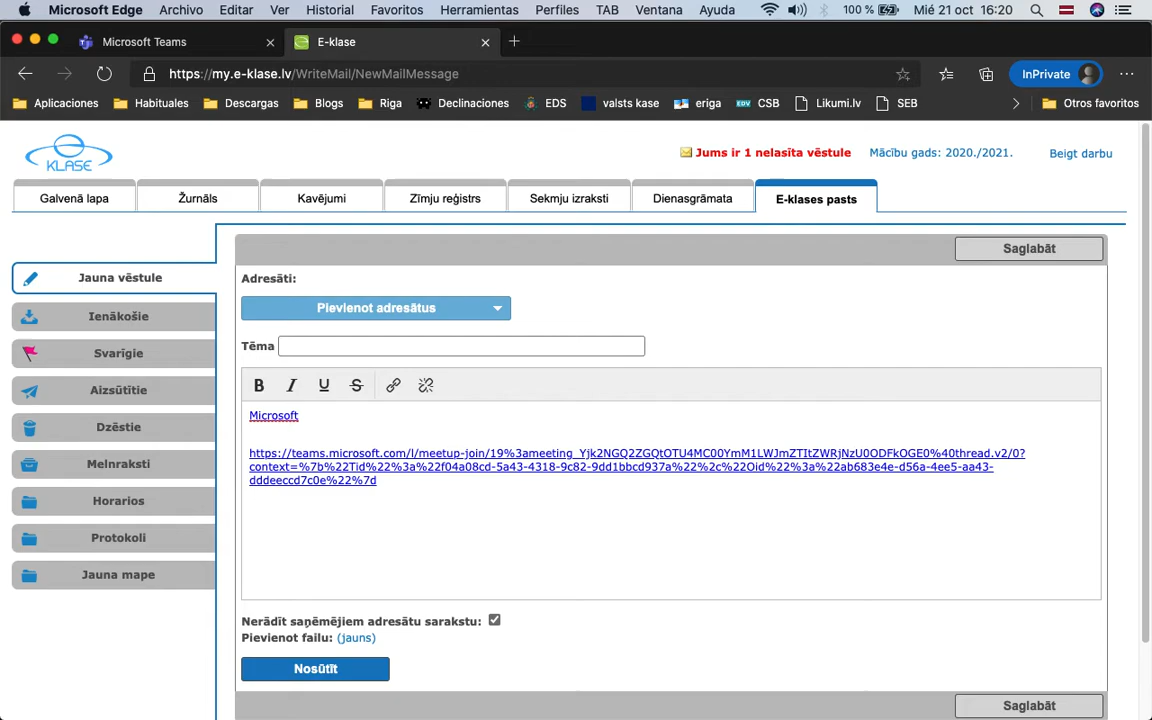 Microsoft Edge Archivo Editar Ver Historial Favoritos Herramientas Perfiles TAB Ventana Ayuda 100 % Mié 21 oct 16:20
Microsoft Teams E-klase
https://my.e-klase.lv/WriteMail/NewMailMessage InPrivate
Aplicaciones Habituales Descargas Blogs Riga Declinaciones EDS valsts kase eriga CSB Likumi.lv SEB Otros favoritos
KLASE
Jums ir 1 nelasīta vēstule Mācību gads: 2020./2021. Beigt darbu
Galvenā lapa Žurnāls Kavējumi Zīmju reģistrs Sekmju izraksti Dienasgrāmata E-klases pasts
Saglabāt
Jauna vēstule
Ienākošie
Svarīgie
Aizsūtītie
Dzēstie
Melnraksti
Horarios
Protokoli
Jauna mape
Adresāti:
Pievienot adresātus
Tēma
B I U S
Microsoft
https://teams.microsoft.com/l/meetup-join/19%3ameeting_Yjk2NGQ2ZGQtOTU4MC00YmM1LWJmZTItZWRjNzU0ODFkOGE0%40thread.v2/0?
context=%7b%22Tid%22%3a%22f04a08cd-5a43-4318-9c82-9dd1bbcd937a%22%2c%22Oid%22%3a%22ab683e4e-d56a-4ee5-aa43-
dddeeccd7c0e%22%7d
Nerādīt saņēmējiem adresātu sarakstu:
Pievienot failu: (jauns)
Nosūtīt
Saglabāt